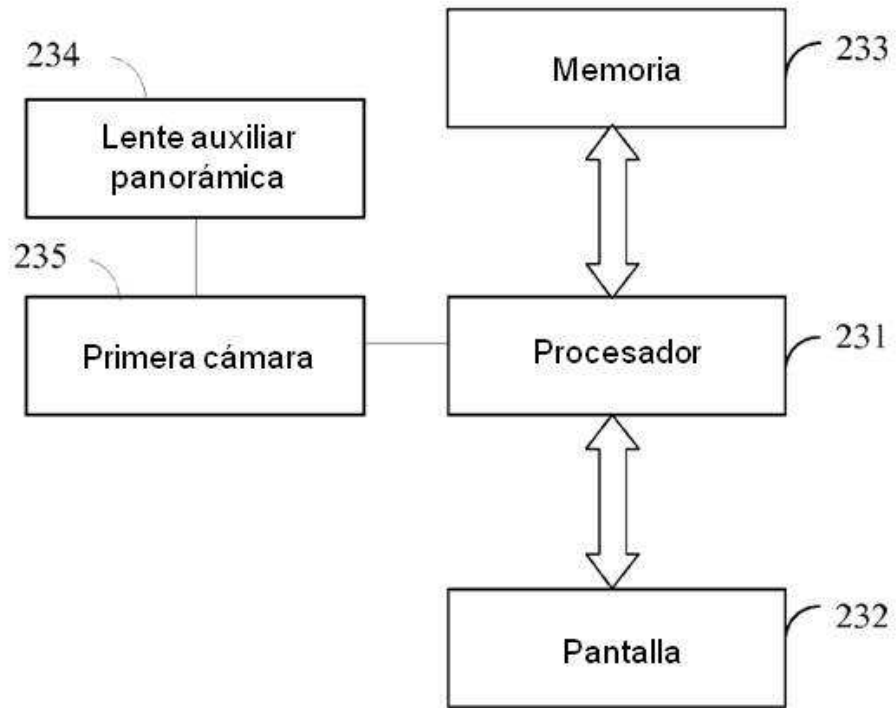 234
233
Memoria
Lente auxiliar
panorámica
235
Primera cámara
Procesador
231
232
Pantalla